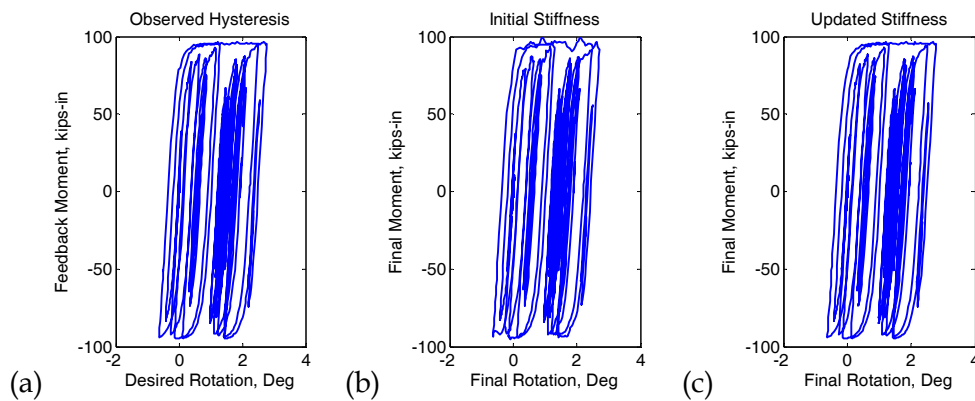 Observed Hysteresis
100
50
0
-50
-100
-2
0
2
4
Feedback Moment, kips-in
Desired Rotation, Deg
(a)
Initial Stiffness
100
50
0
-50
-100
-2
0
2
4
Final Moment, kips-in
Final Rotation, Deg
(b)
Updated Stiffness
100
50
0
-50
-100
-2
0
2
4
Final Moment, kips-in
Final Rotation, Deg
(c)